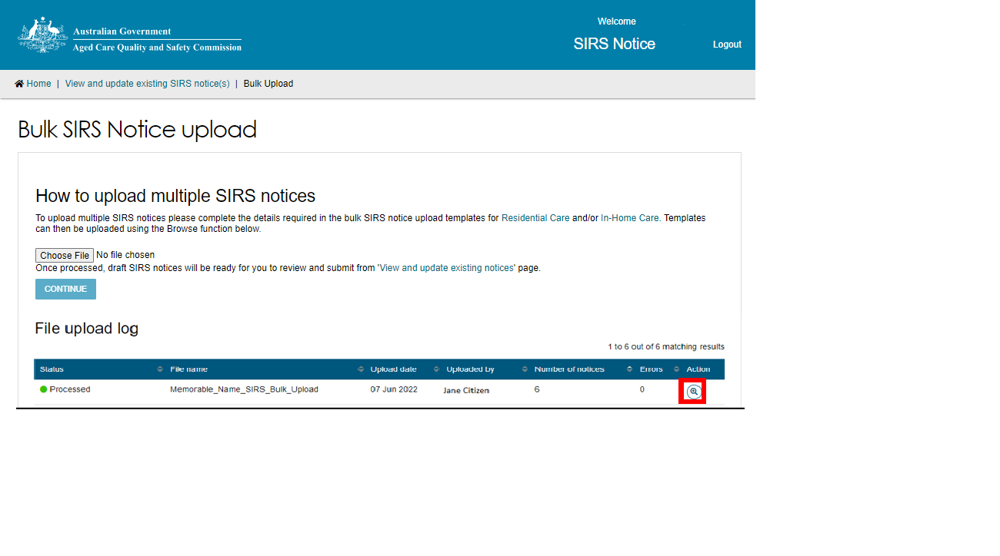 Australian Government
Aged Care Quality and Safety Commission
Welcome
SIRS Notice
Logout
Home | View and update existing SIRS notice(s) | Bulk Upload
Bulk SIRS Notice upload
How to upload multiple SIRS notices
To upload multiple SIRS notices please complete the details required in the bulk SIRS notice upload templates for Residential Care and/or In-Home Care. Templates
can then be uploaded using the Browse function below.
Choose File No file chosen
Once processed, draft SIRS notices will be ready for you to review and submit from 'View and update existing notices' page.
CONTINUE
File upload log
1 to 6 out of 6 matching results
Status File name Upload date Uploaded by Number of notices Errors Action
Processed Memorable_Name_SIRS_Bulk_Upload 07 Jun 2022 Jane Citizen 6 0